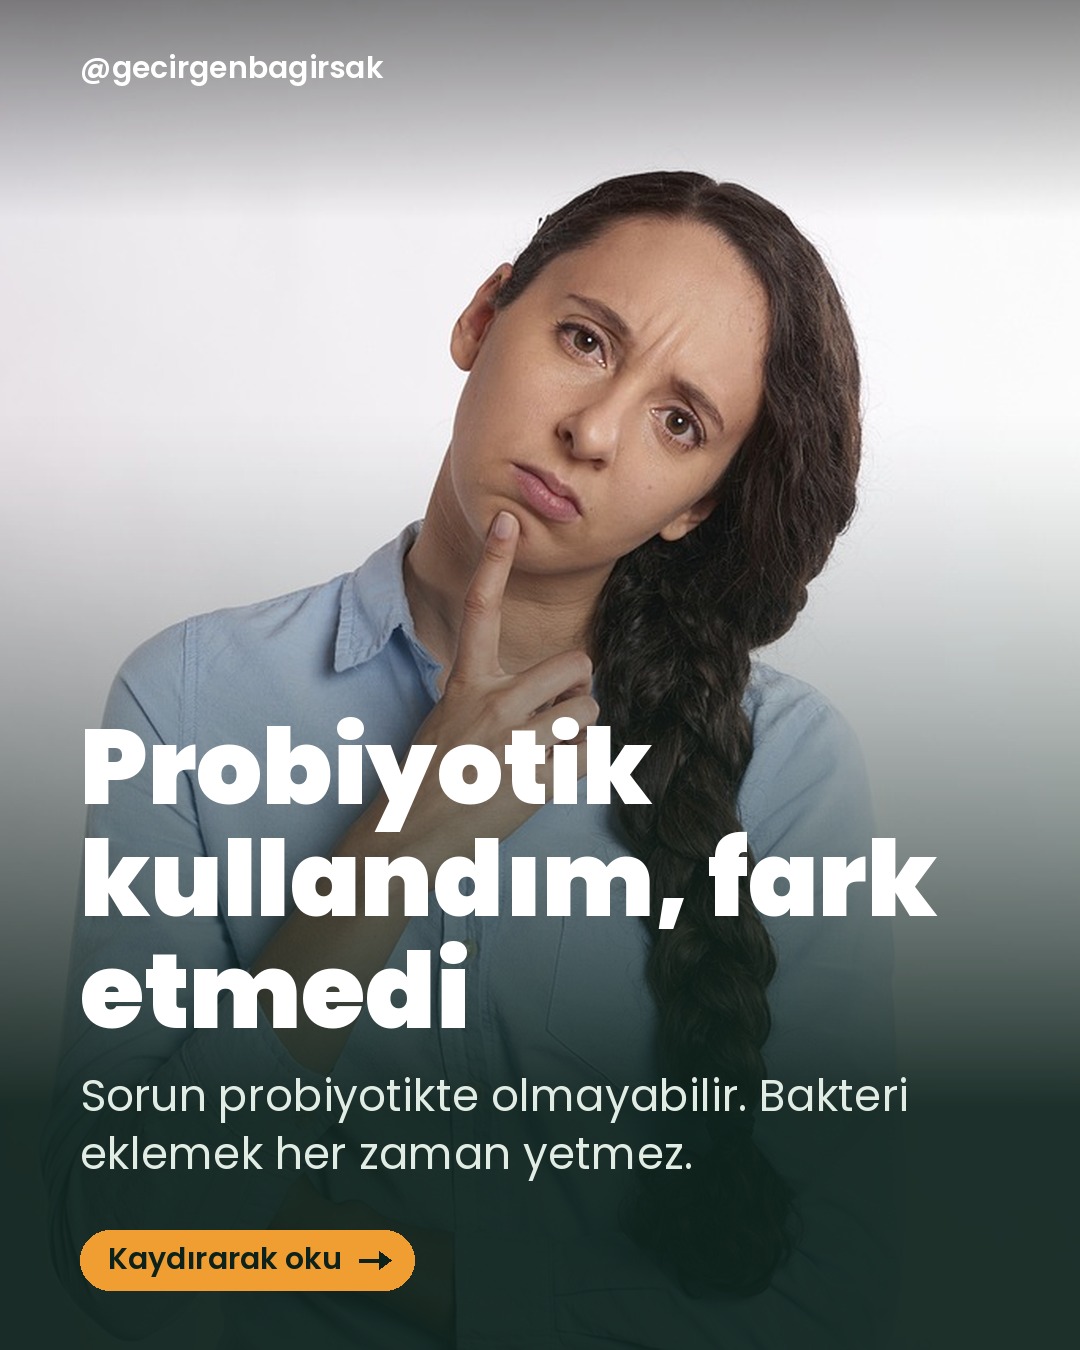 @gecirgenbagirsak
Probiyotik
kullandım, fark
etmedi
Sorun probiyotikte olmayabilir. Bakteri
eklemek her zaman yetmez.
Kaydırarak oku →